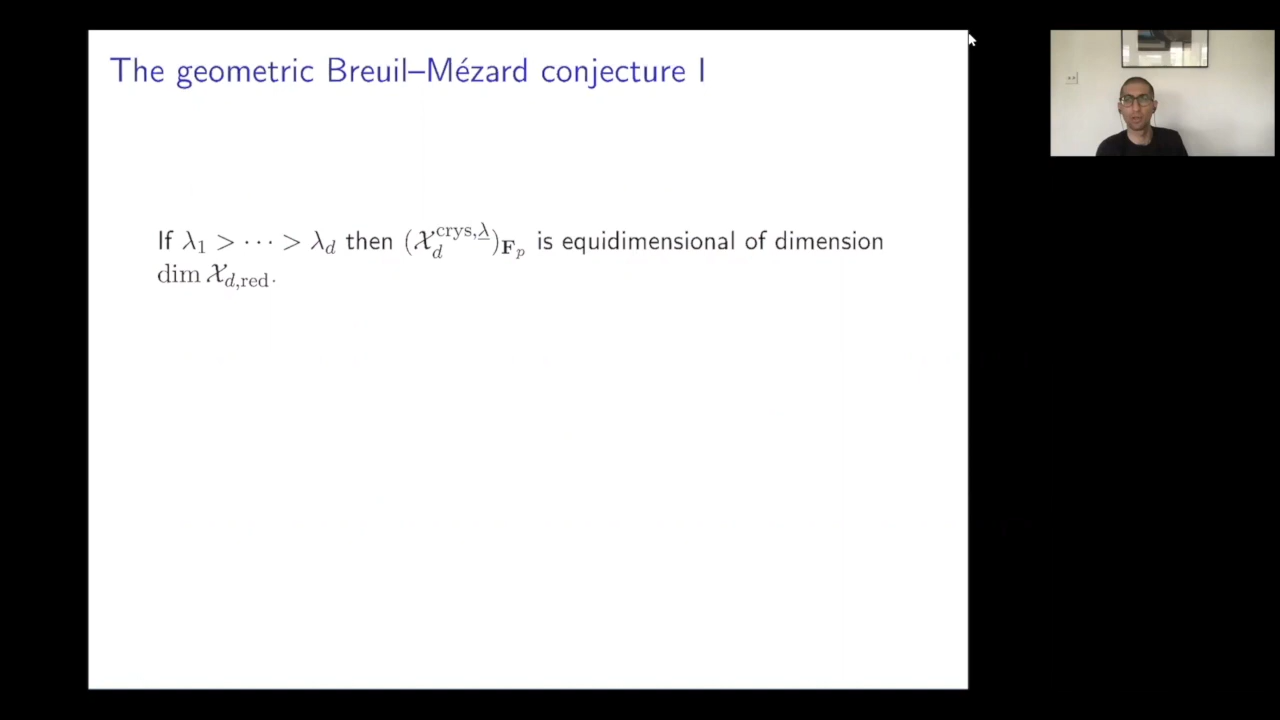 The geometric Breuil–Mézard conjecture I
If λ₁ > ⋯ > λ_d then (𝒳_d^{crys,λ̲})_{𝐅_p} is equidimensional of dimension
dim 𝒳_{d,red}.